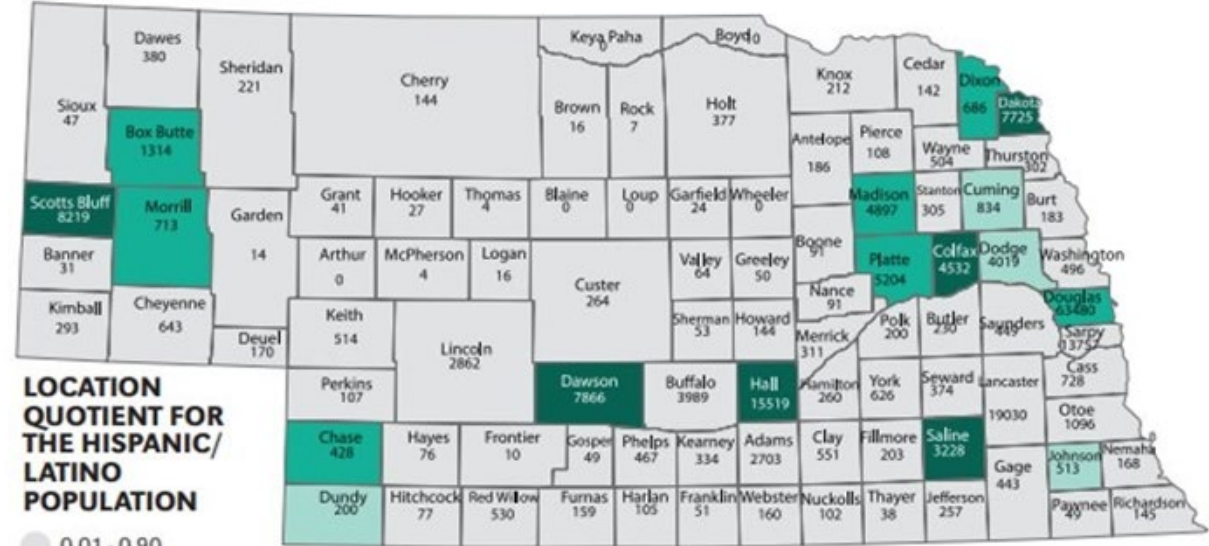 Dawes
380
Sheridan
221
Cherry
144
Keya Paha
0
Boyd 0
Sioux
47
Box Butte
1314
Brown
16
Rock
7
Holt
377
Knox
212
Cedar
142
Dixon
686
Dakota
7725
Antelope
186
Pierce
108
Wayne
504
Thurston
302
Scotts Bluff
8219
Morrill
713
Garden
14
Grant
41
Hooker
27
Thomas
4
Blaine
0
Loup
0
Garfield
24
Wheeler
0
Madison
4897
Stanton
305
Cuming
834
Burt
183
Banner
31
Arthur
0
McPherson
4
Logan
16
Custer
264
Valley
64
Greeley
50
Boone
91
Platte
5204
Colfax
4532
Dodge
4019
Washington
496
Kimball
293
Cheyenne
643
Deuel
170
Keith
514
Lincoln
2862
Sherman
53
Howard
144
Nance
91
Merrick
311
Polk
200
Butler
230
Saunders
449
Douglas
63480
Sarpy
13757
Perkins
107
Dawson
7866
Buffalo
3989
Hall
15519
Hamilton
260
York
626
Seward
374
Lancaster
19030
Cass
728
Otoe
1096
Chase
428
Hayes
76
Frontier
10
Gosper
49
Phelps
467
Kearney
334
Adams
2703
Clay
551
Fillmore
203
Saline
3228
Gage
443
Johnson
513
Nemaha
168
Dundy
200
Hitchcock
77
Red Willow
530
Furnas
159
Harlan
105
Franklin
51
Webster
160
Nuckolls
102
Thayer
38
Jefferson
257
Pawnee
49
Richardson
145
LOCATION
QUOTIENT FOR
THE HISPANIC/
LATINO
POPULATION
0.01 - 0.90